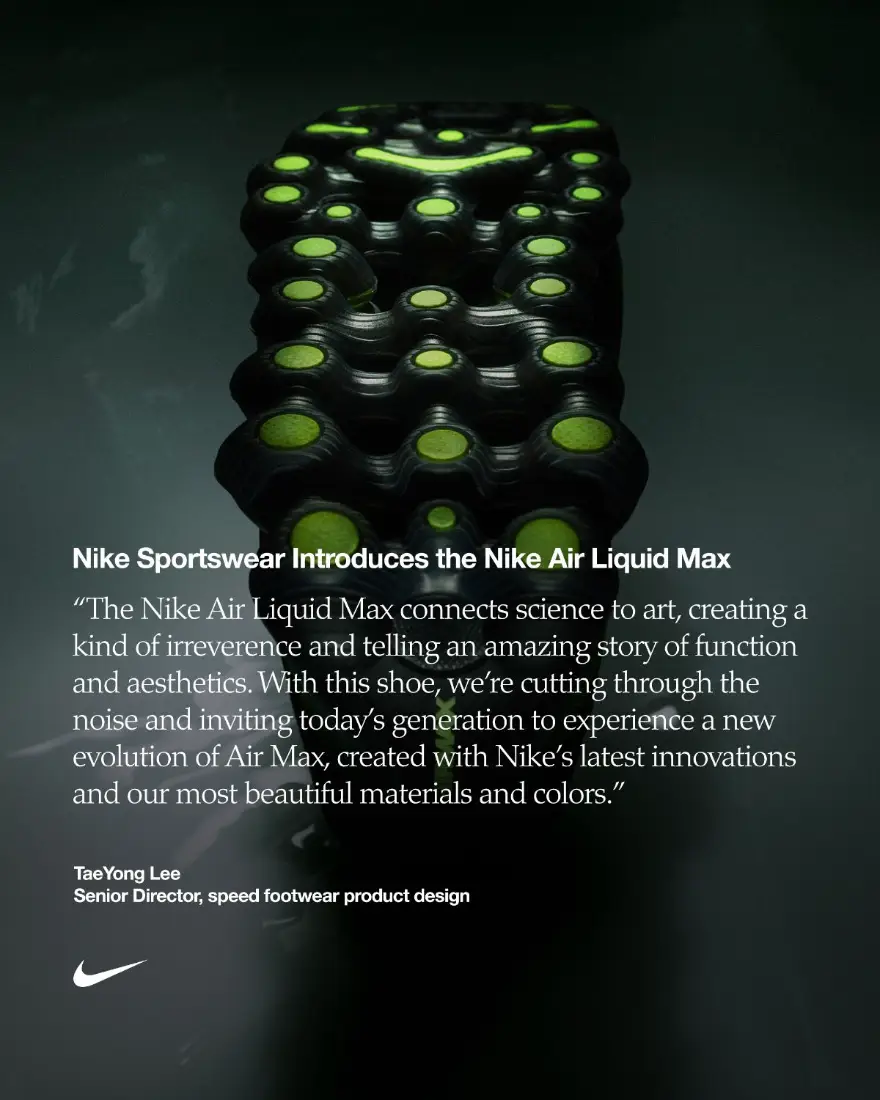 Nike Sportswear Introduces the Nike Air Liquid Max
“The Nike Air Liquid Max connects science to art, creating a
kind of irreverence and telling an amazing story of function
and aesthetics. With this shoe, we’re cutting through the
noise and inviting today’s generation to experience a new
evolution of Air Max, created with Nike’s latest innovations
and our most beautiful materials and colors.”
TaeYong Lee
Senior Director, speed footwear product design